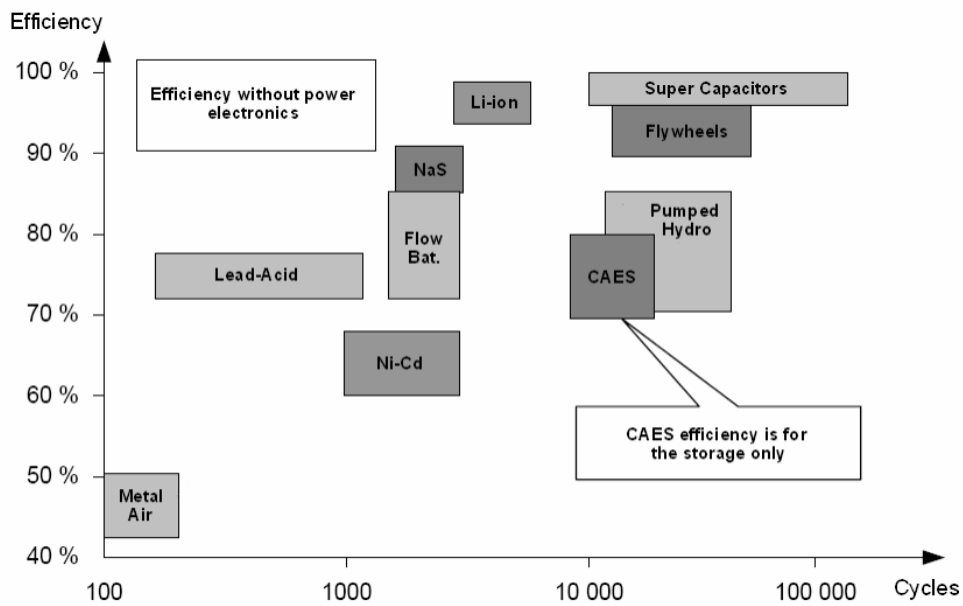 Efficiency
100 %
Efficiency without power
electronics
Li-ion
Super Capacitors
Flywheels
90 %
NaS
80 %
Flow
Bat.
Pumped
Hydro
Lead-Acid
CAES
70 %
Ni-Cd
60 %
CAES efficiency is for
the storage only
50 %
Metal
Air
40 %
100
1000
10 000
100 000
Cycles